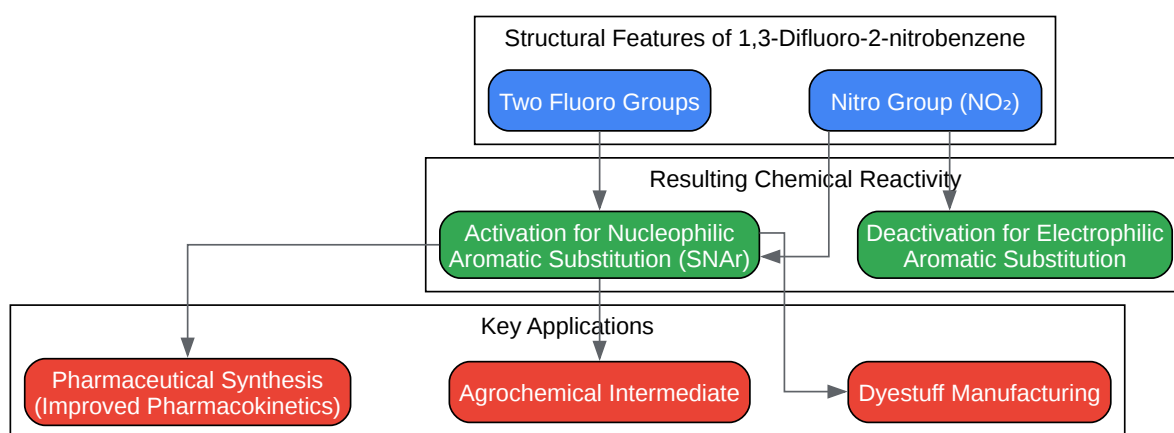 Structural Features of 1,3-Difluoro-2-nitrobenzene
Two Fluoro Groups
Nitro Group (NO₂)
Resulting Chemical Reactivity
Activation for Nucleophilic
Aromatic Substitution (SNAr)
Deactivation for Electrophilic
Aromatic Substitution
Key Applications
Pharmaceutical Synthesis
(Improved Pharmacokinetics)
Agrochemical Intermediate
Dyestuff Manufacturing